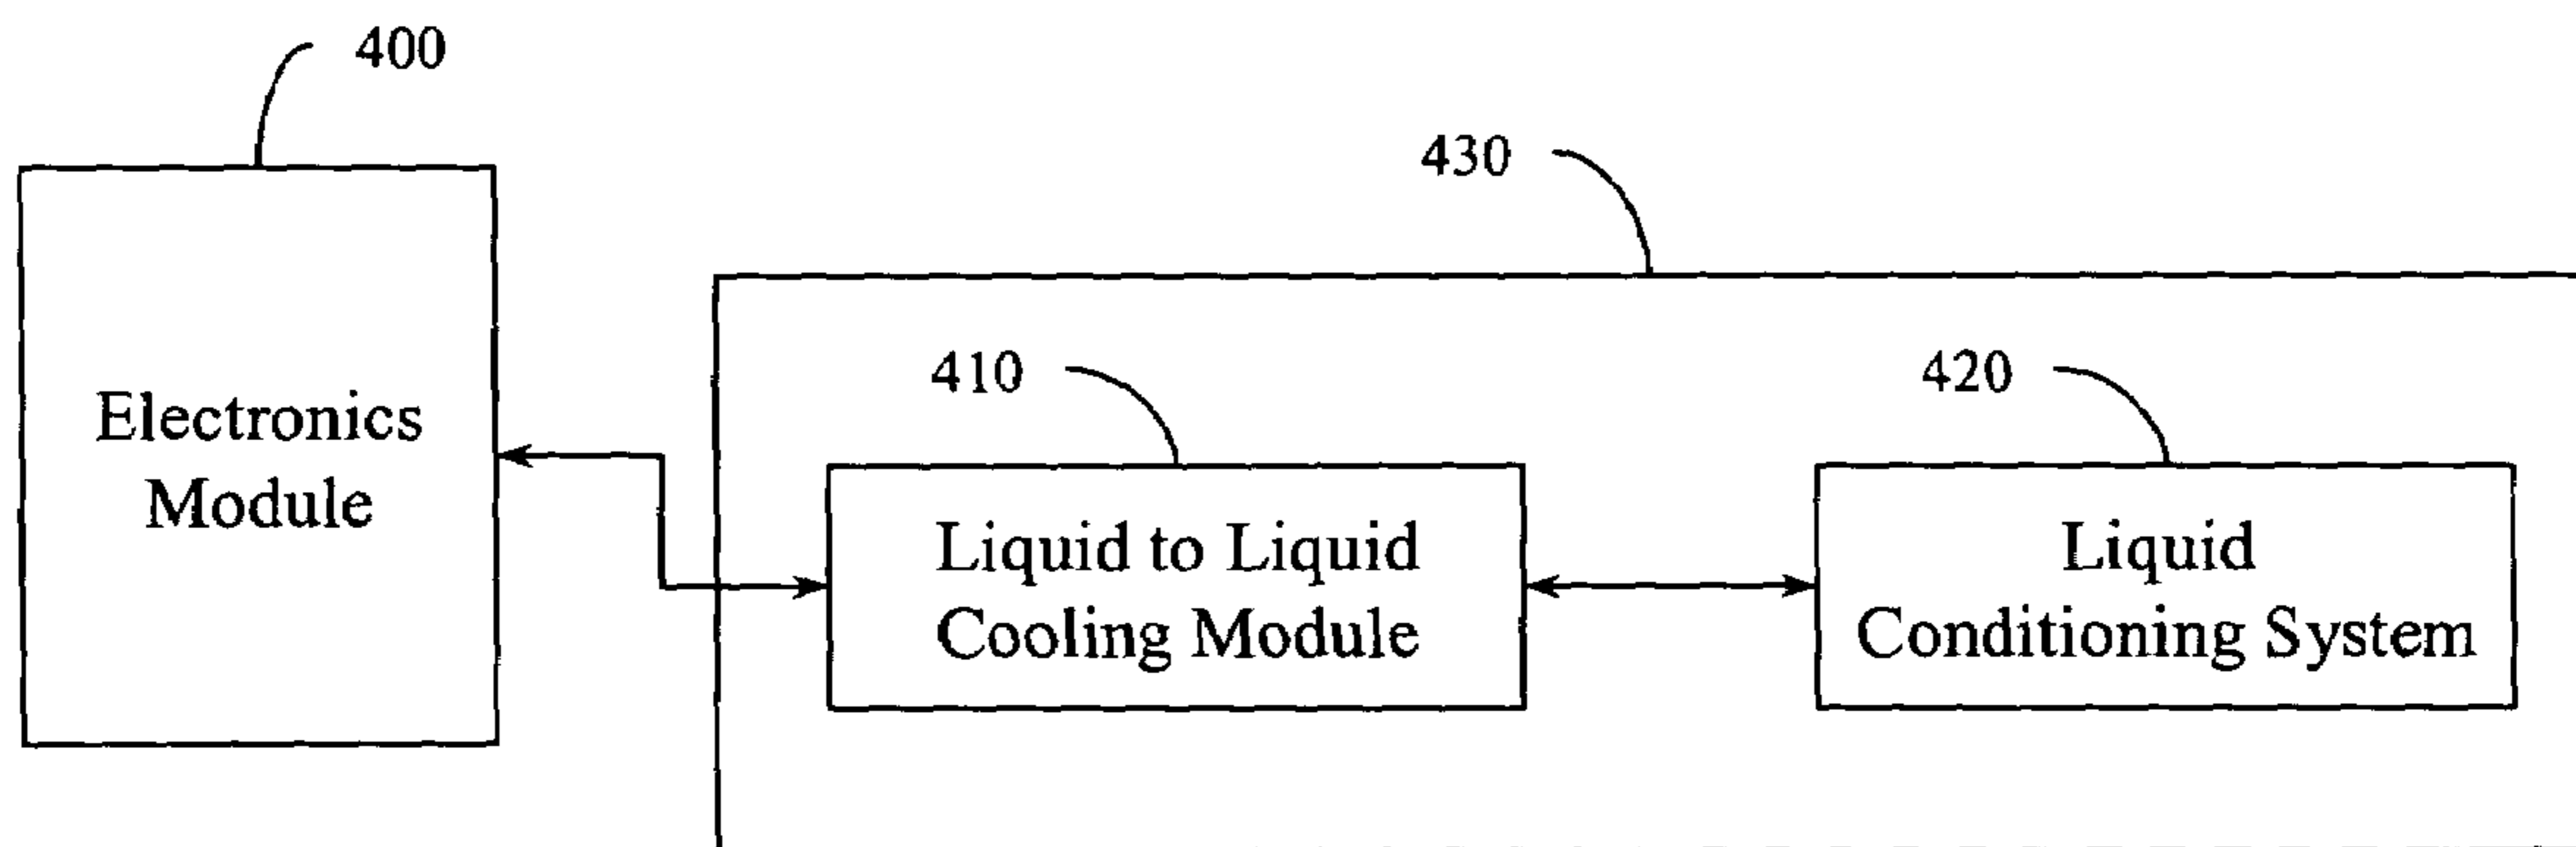 400
430
410
420
Electronics
Module
Liquid to Liquid
Cooling Module
Liquid
Conditioning System